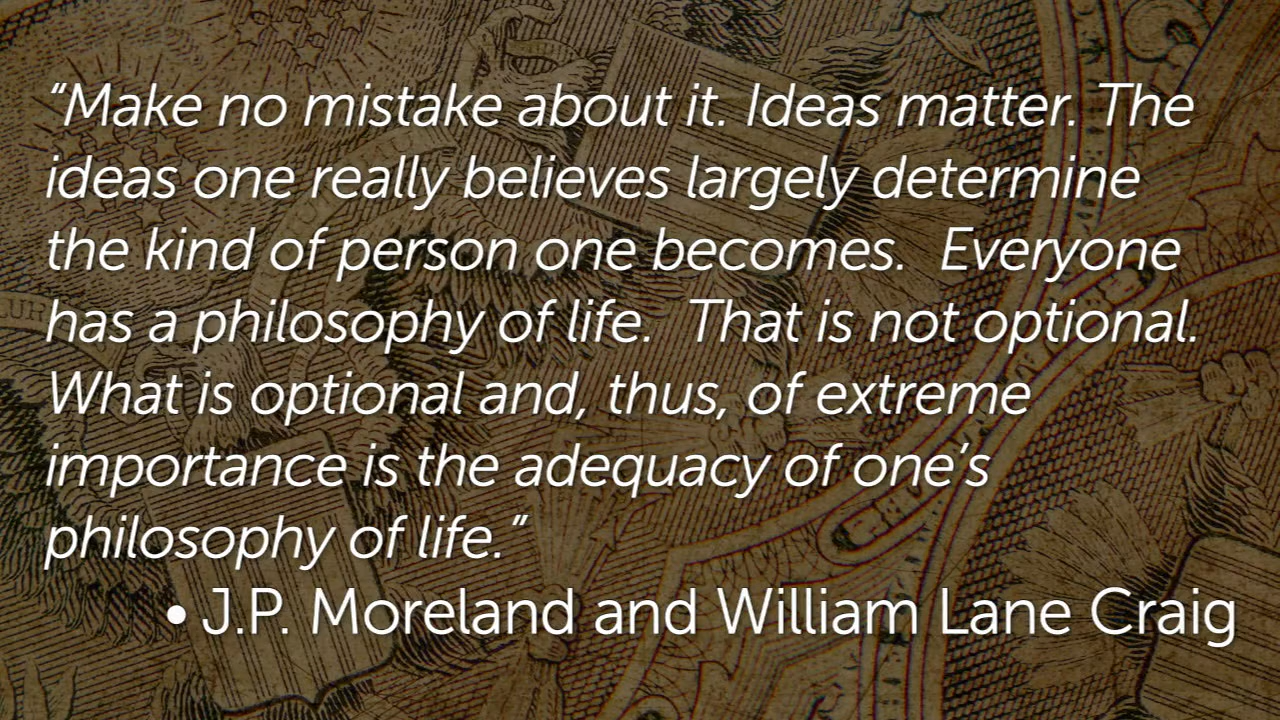 “Make no mistake about it. Ideas matter. The
ideas one really believes largely determine
the kind of person one becomes.  Everyone
has a philosophy of life.  That is not optional.
What is optional and, thus, of extreme
importance is the adequacy of one’s
philosophy of life.”
• J.P. Moreland and William Lane Craig